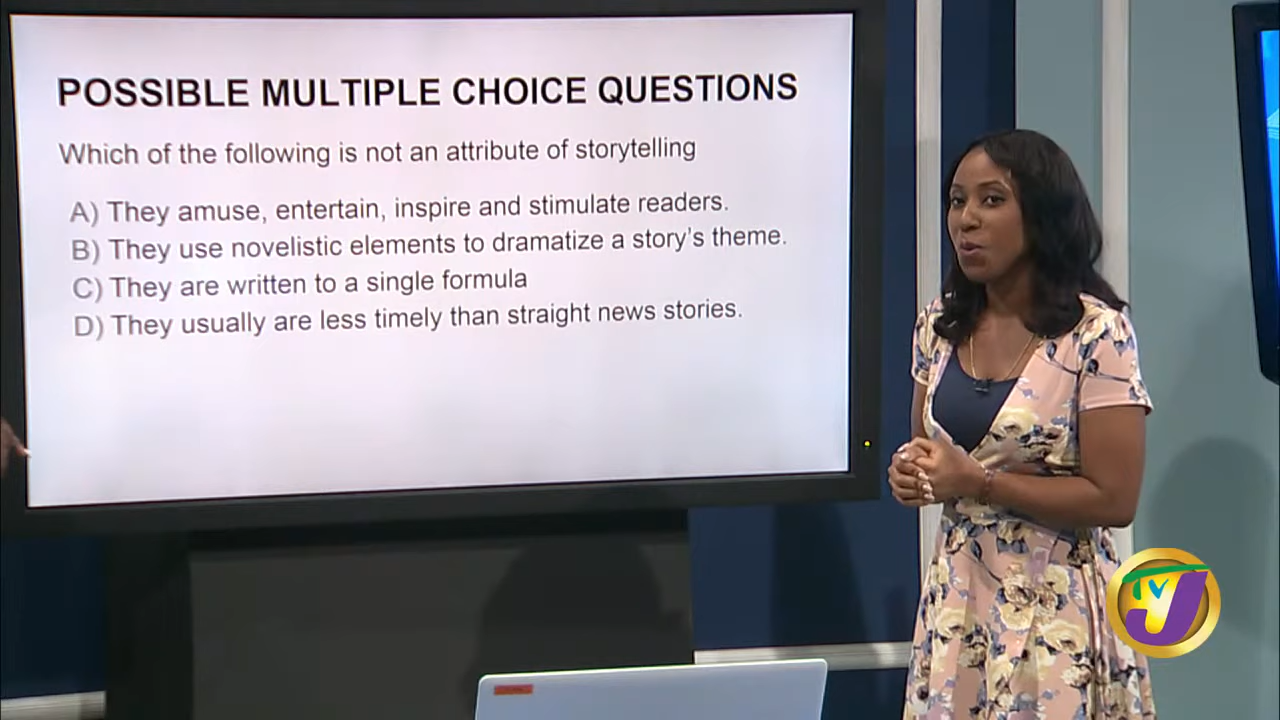 POSSIBLE MULTIPLE CHOICE QUESTIONS
Which of the following is not an attribute of storytelling
A) They amuse, entertain, inspire and stimulate readers.
B) They use novelistic elements to dramatize a story's theme.
C) They are written to a single formula
D) They usually are less timely than straight news stories.
TVJ